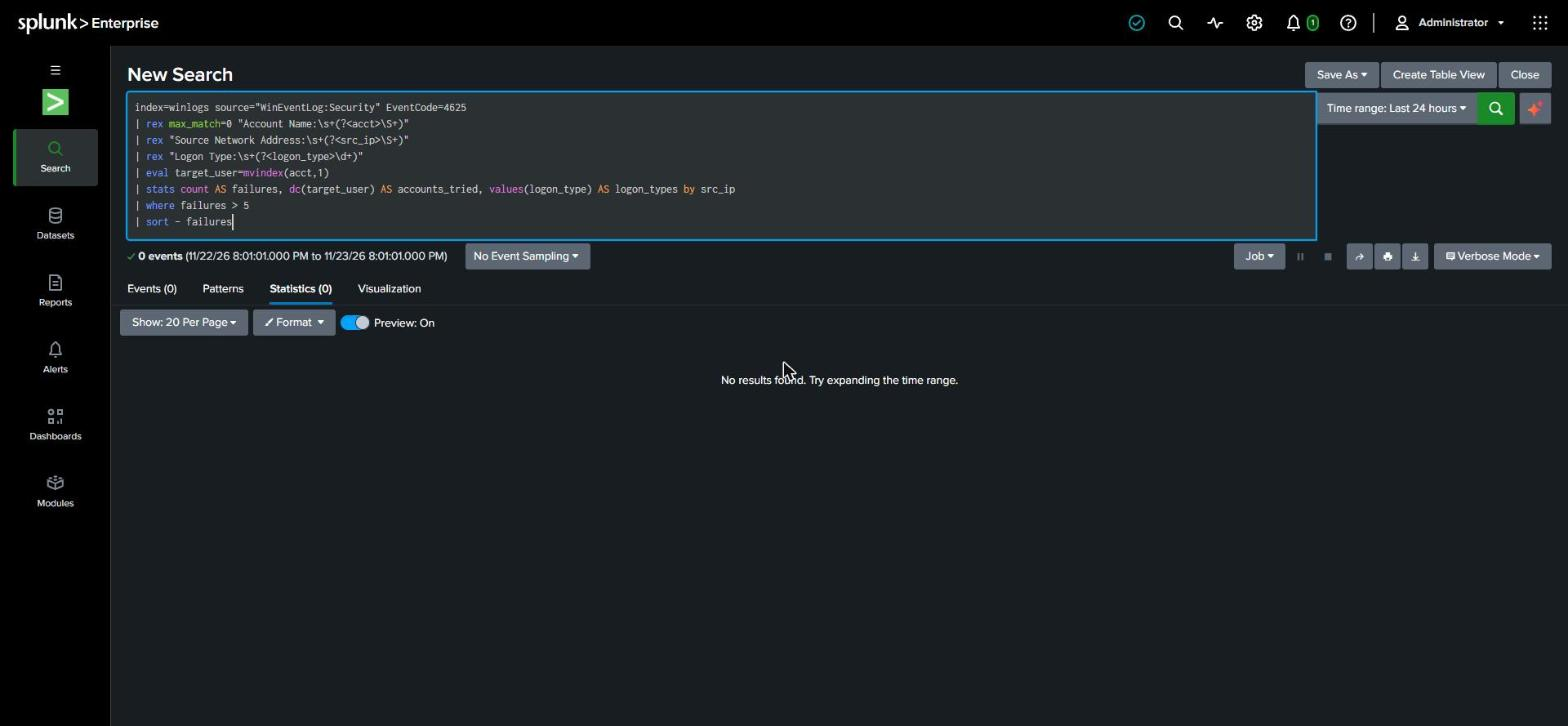 splunk>Enterprise
1
Administrator
New Search
Save As
Create Table View
Close
index=winlogs source="WinEventLog:Security" EventCode=4625
| rex max_match=0 "Account Name:\s+(?<acct>\S+)"
| rex "Source Network Address:\s+(?<src_ip>\S+)"
| rex "Logon Type:\s+(?<logon_type>\d+)"
| eval target_user=mvindex(acct,1)
| stats count AS failures, dc(target_user) AS accounts_tried, values(logon_type) AS logon_types by src_ip
| where failures > 5
| sort - failures
Time range: Last 24 hours
Search
Datasets
Reports
Alerts
Dashboards
Modules
0 events (11/22/26 8:01:01.000 PM to 11/23/26 8:01:01.000 PM)
No Event Sampling
Job
Verbose Mode
Events (0)
Patterns
Statistics (0)
Visualization
Show: 20 Per Page
Format
Preview: On
No results found. Try expanding the time range.